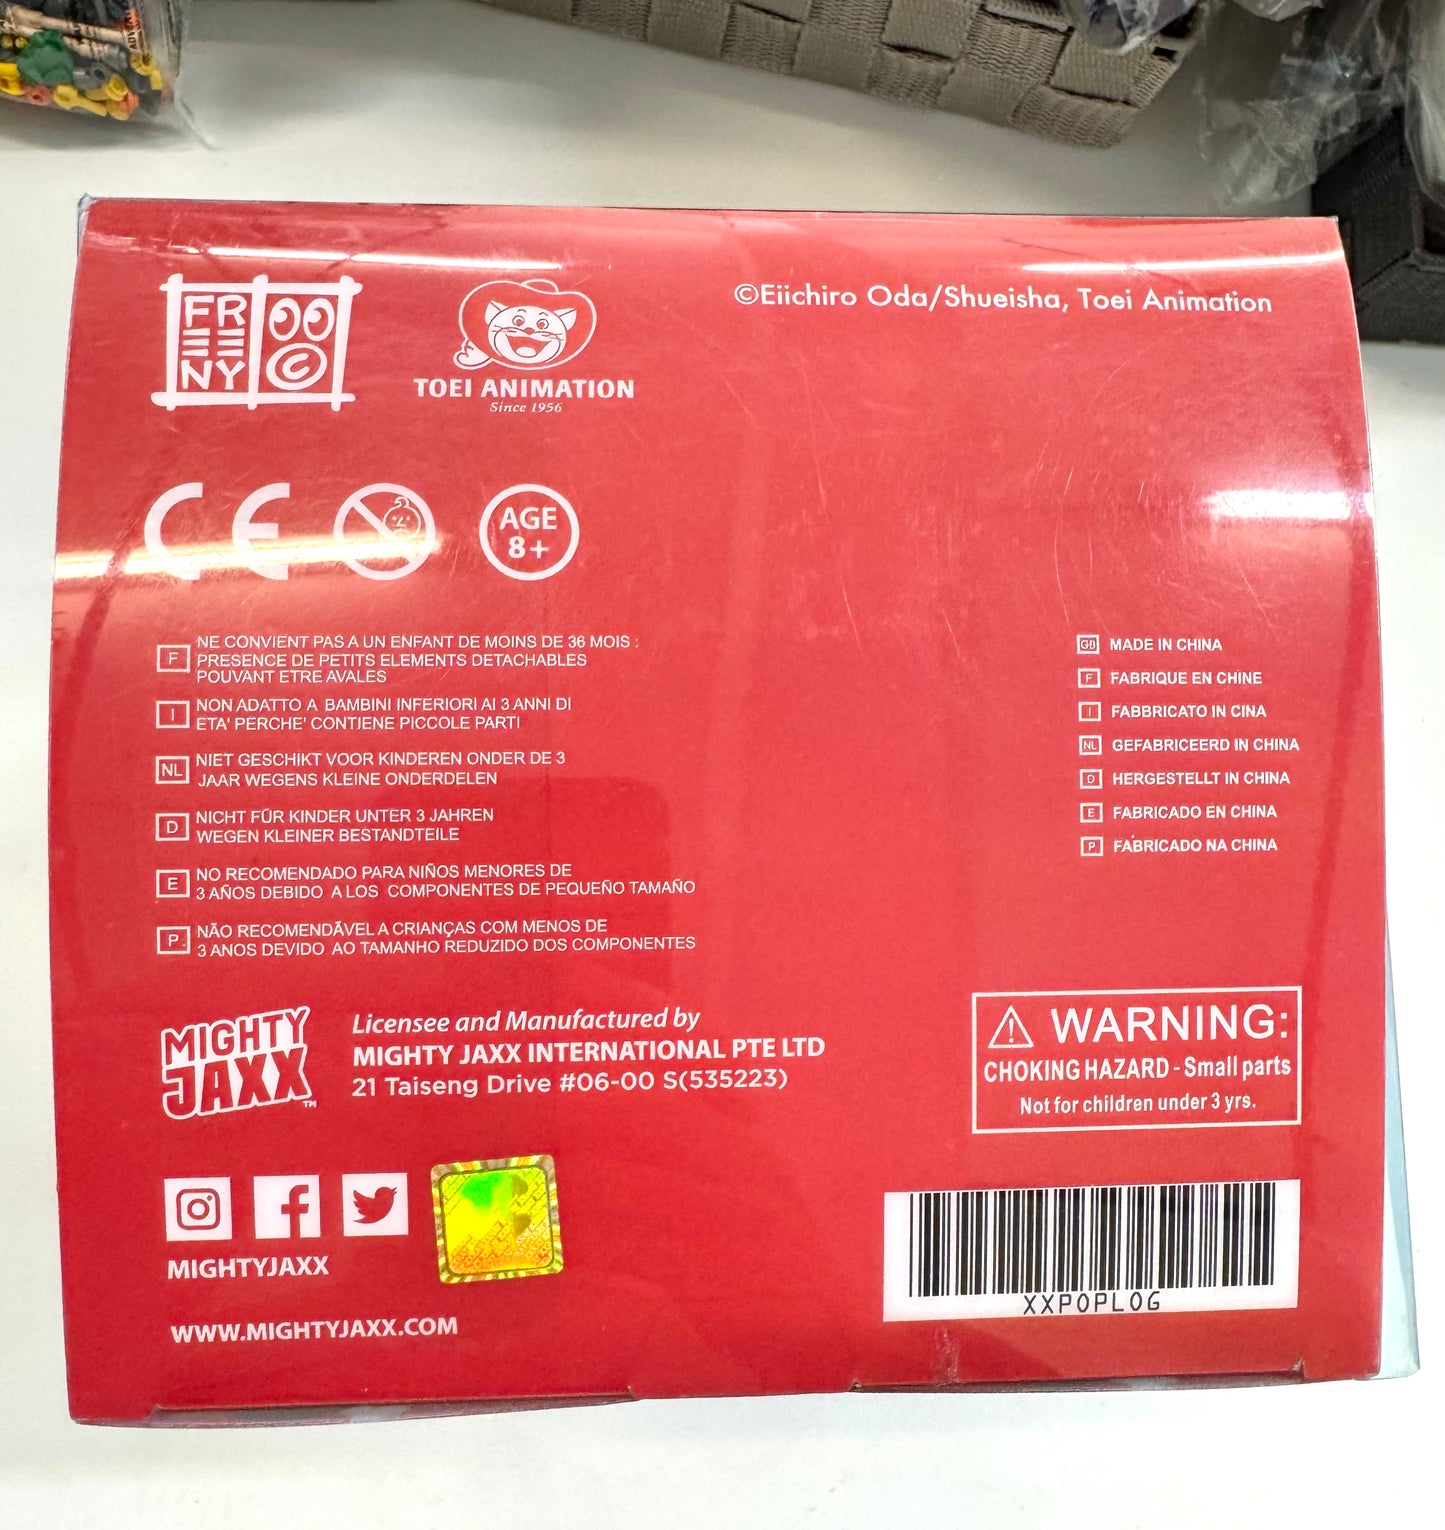 FR
EE
NY
©Eiichiro Oda/Shueisha, Toei Animation
TOEI ANIMATION
Since 1956
CE
AGE
8+
F NE CONVIENT PAS A UN ENFANT DE MOINS DE 36 MOIS :
PRESENCE DE PETITS ELEMENTS DETACHABLES
POUVANT ETRE AVALES
I NON ADATTO A BAMBINI INFERIORI AI 3 ANNI DI
ETA' PERCHE' CONTIENE PICCOLE PARTI
NL NIET GESCHIKT VOOR KINDEREN ONDER DE 3
JAAR WEGENS KLEINE ONDERDELEN
D NICHT FÜR KINDER UNTER 3 JAHREN
WEGEN KLEINER BESTANDTEILE
E NO RECOMENDADO PARA NIÑOS MENORES DE
3 AÑOS DEBIDO A LOS COMPONENTES DE PEQUEÑO TAMAÑO
P NÃO RECOMENDÃVEL A CRIANÇAS COM MENOS DE
3 ANOS DEVIDO AO TAMANHO REDUZIDO DOS COMPONENTES
GB MADE IN CHINA
F FABRIQUE EN CHINE
I FABBRICATO IN CINA
NL GEFABRICEERD IN CHINA
D HERGESTELLT IN CHINA
E FABRICADO EN CHINA
P FABRICADO NA CHINA
MIGHTY
JAXX™
Licensee and Manufactured by
MIGHTY JAXX INTERNATIONAL PTE LTD
21 Taiseng Drive #06-00 S(535223)
WARNING:
CHOKING HAZARD - Small parts
Not for children under 3 yrs.
MIGHTYJAXX
WWW.MIGHTYJAXX.COM
XXPOPLOG